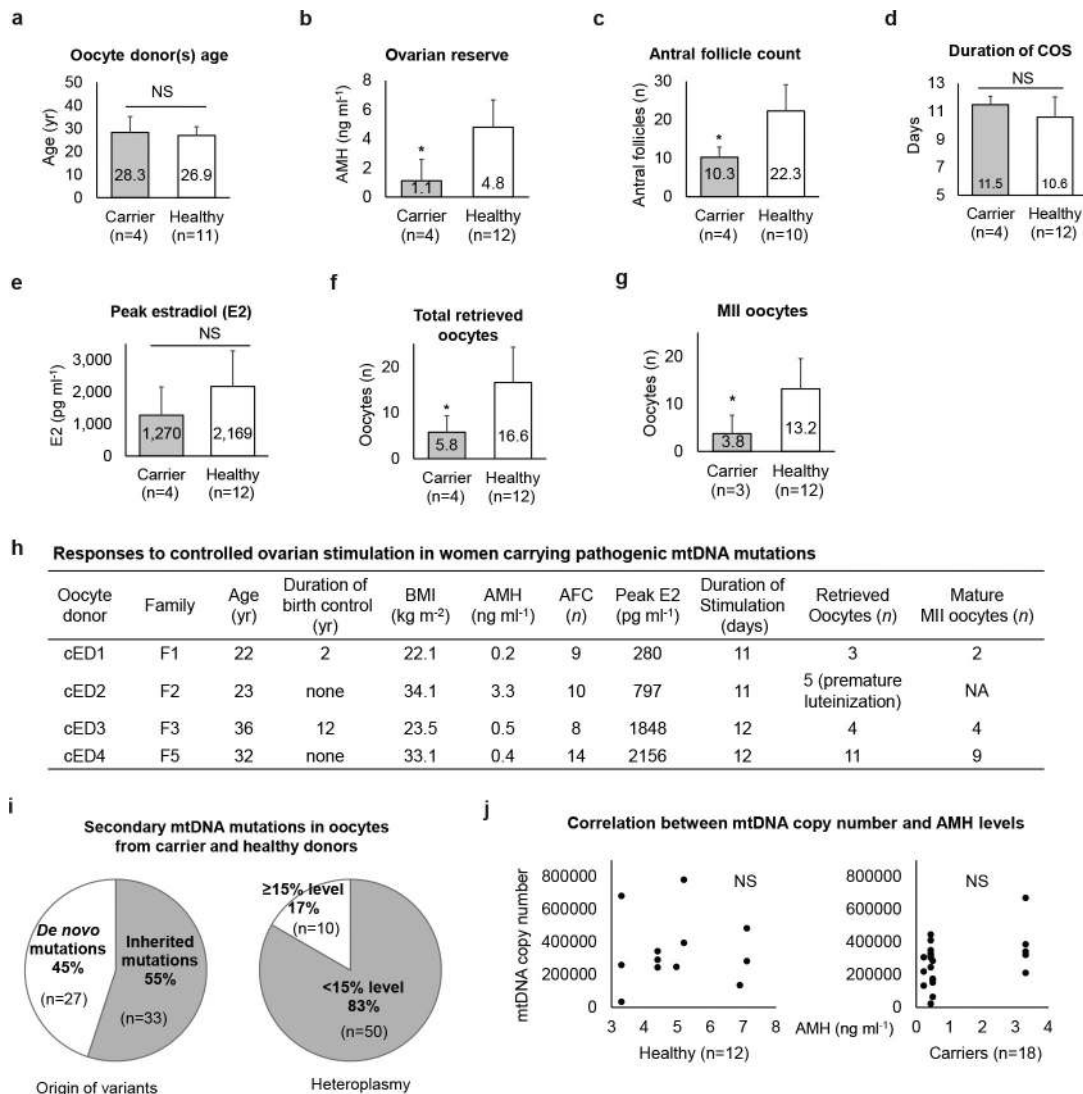 a
Oocyte donor(s) age
Age (yr)
50
40
30
20
10
0
NS
28.3
26.9
Carrier
(n=4)
Healthy
(n=11)
b
Ovarian reserve
AMH (ng ml-1)
8
6
4
2
0
*
1.1
4.8
Carrier
(n=4)
Healthy
(n=12)
c
Antral follicle count
Antral follicles (n)
30
20
10
0
*
10.3
22.3
Carrier
(n=4)
Healthy
(n=10)
d
Duration of COS
Days
13
11
9
7
5
NS
11.5
10.6
Carrier
(n=4)
Healthy
(n=12)
e
Peak estradiol (E2)
E2 (pg ml-1)
3,000
2,000
1,000
0
NS
1,270
2,169
Carrier
(n=4)
Healthy
(n=12)
f
Total retrieved
oocytes
Oocytes (n)
20
10
0
*
5.8
16.6
Carrier
(n=4)
Healthy
(n=12)
g
MII oocytes
Oocytes (n)
20
10
0
*
3.8
13.2
Carrier
(n=3)
Healthy
(n=12)
h Responses to controlled ovarian stimulation in women carrying pathogenic mtDNA mutations
Oocyte donor Family Age (yr) Duration of birth control (yr) BMI (kg m-2) AMH (ng ml-1) AFC (n) Peak E2 (pg ml-1) Duration of Stimulation (days) Retrieved Oocytes (n) Mature MII oocytes (n)
cED1 F1 22 2 22.1 0.2 9 280 11 3 2
cED2 F2 23 none 34.1 3.3 10 797 11 5 (premature luteinization) NA
cED3 F3 36 12 23.5 0.5 8 1848 12 4 4
cED4 F5 32 none 33.1 0.4 14 2156 12 11 9
i
Secondary mtDNA mutations in oocytes
from carrier and healthy donors
De novo
mutations
45%
(n=27)
Inherited
mutations
55%
(n=33)
Origin of variants
≥15% level
17%
(n=10)
<15% level
83%
(n=50)
Heteroplasmy
j
Correlation between mtDNA copy number and AMH levels
mtDNA copy number
800000
600000
400000
200000
0
NS
3 4 5 6 7 8
Healthy (n=12)
AMH (ng ml-1)
800000
600000
400000
200000
0
NS
0 1 2 3 4
Carriers (n=18)